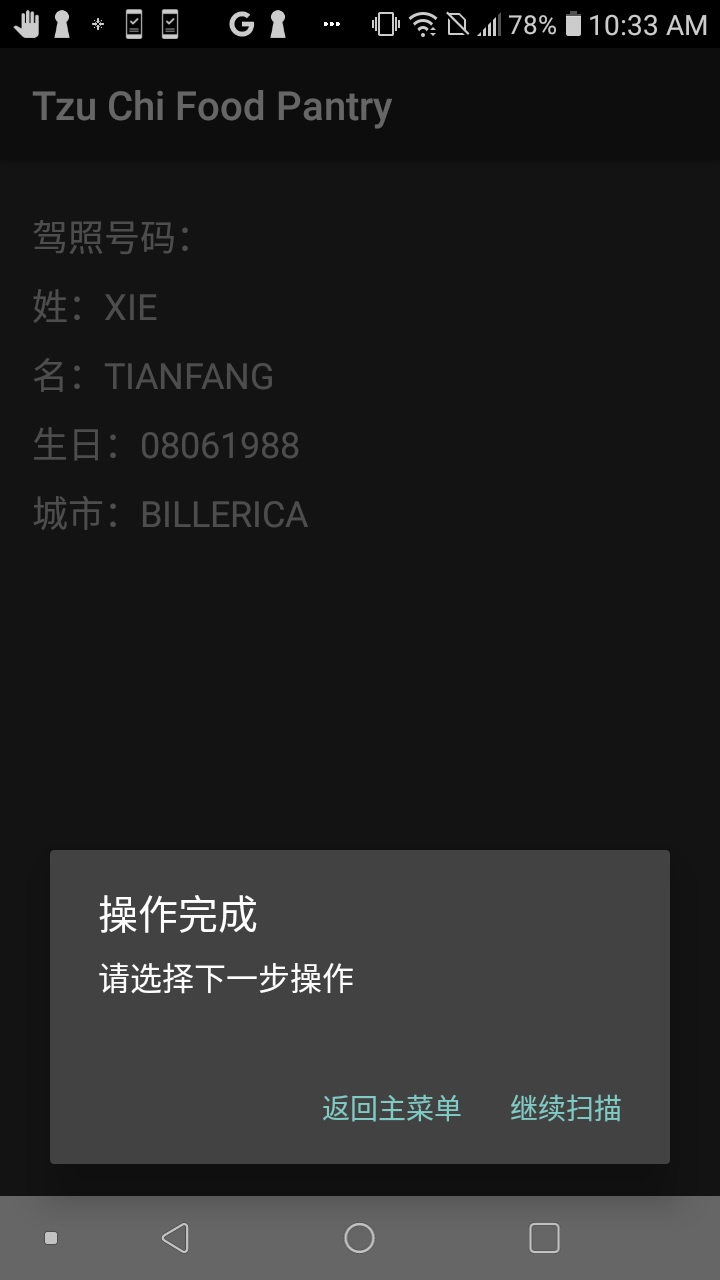 78% 10:33 AM
Tzu Chi Food Pantry
驾照号码：
姓：XIE
名：TIANFANG
生日：08061988
城市：BILLERICA
操作完成
请选择下一步操作
返回主菜单 继续扫描